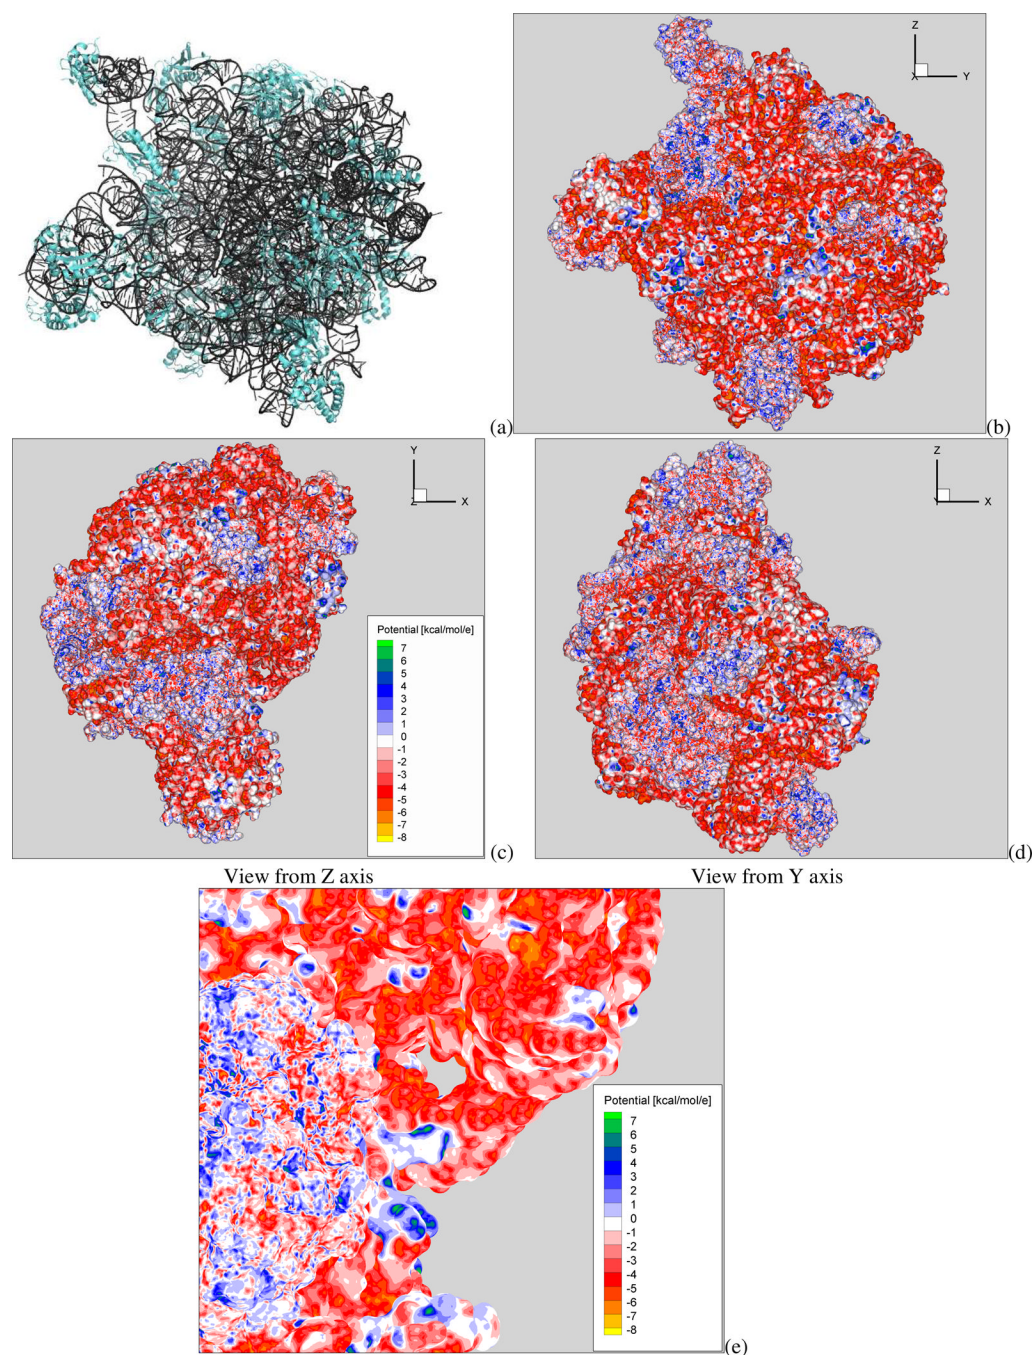 Z
X Y
(a) (b)
Y
Z X
Potential [kcal/mol/e]
7
6
5
4
3
2
1
0
-1
-2
-3
-4
-5
-6
-7
-8
(c)
Z
Y X
(d)
View from Z axis View from Y axis
Potential [kcal/mol/e]
7
6
5
4
3
2
1
0
-1
-2
-3
-4
-5
-6
-7
-8
(e)